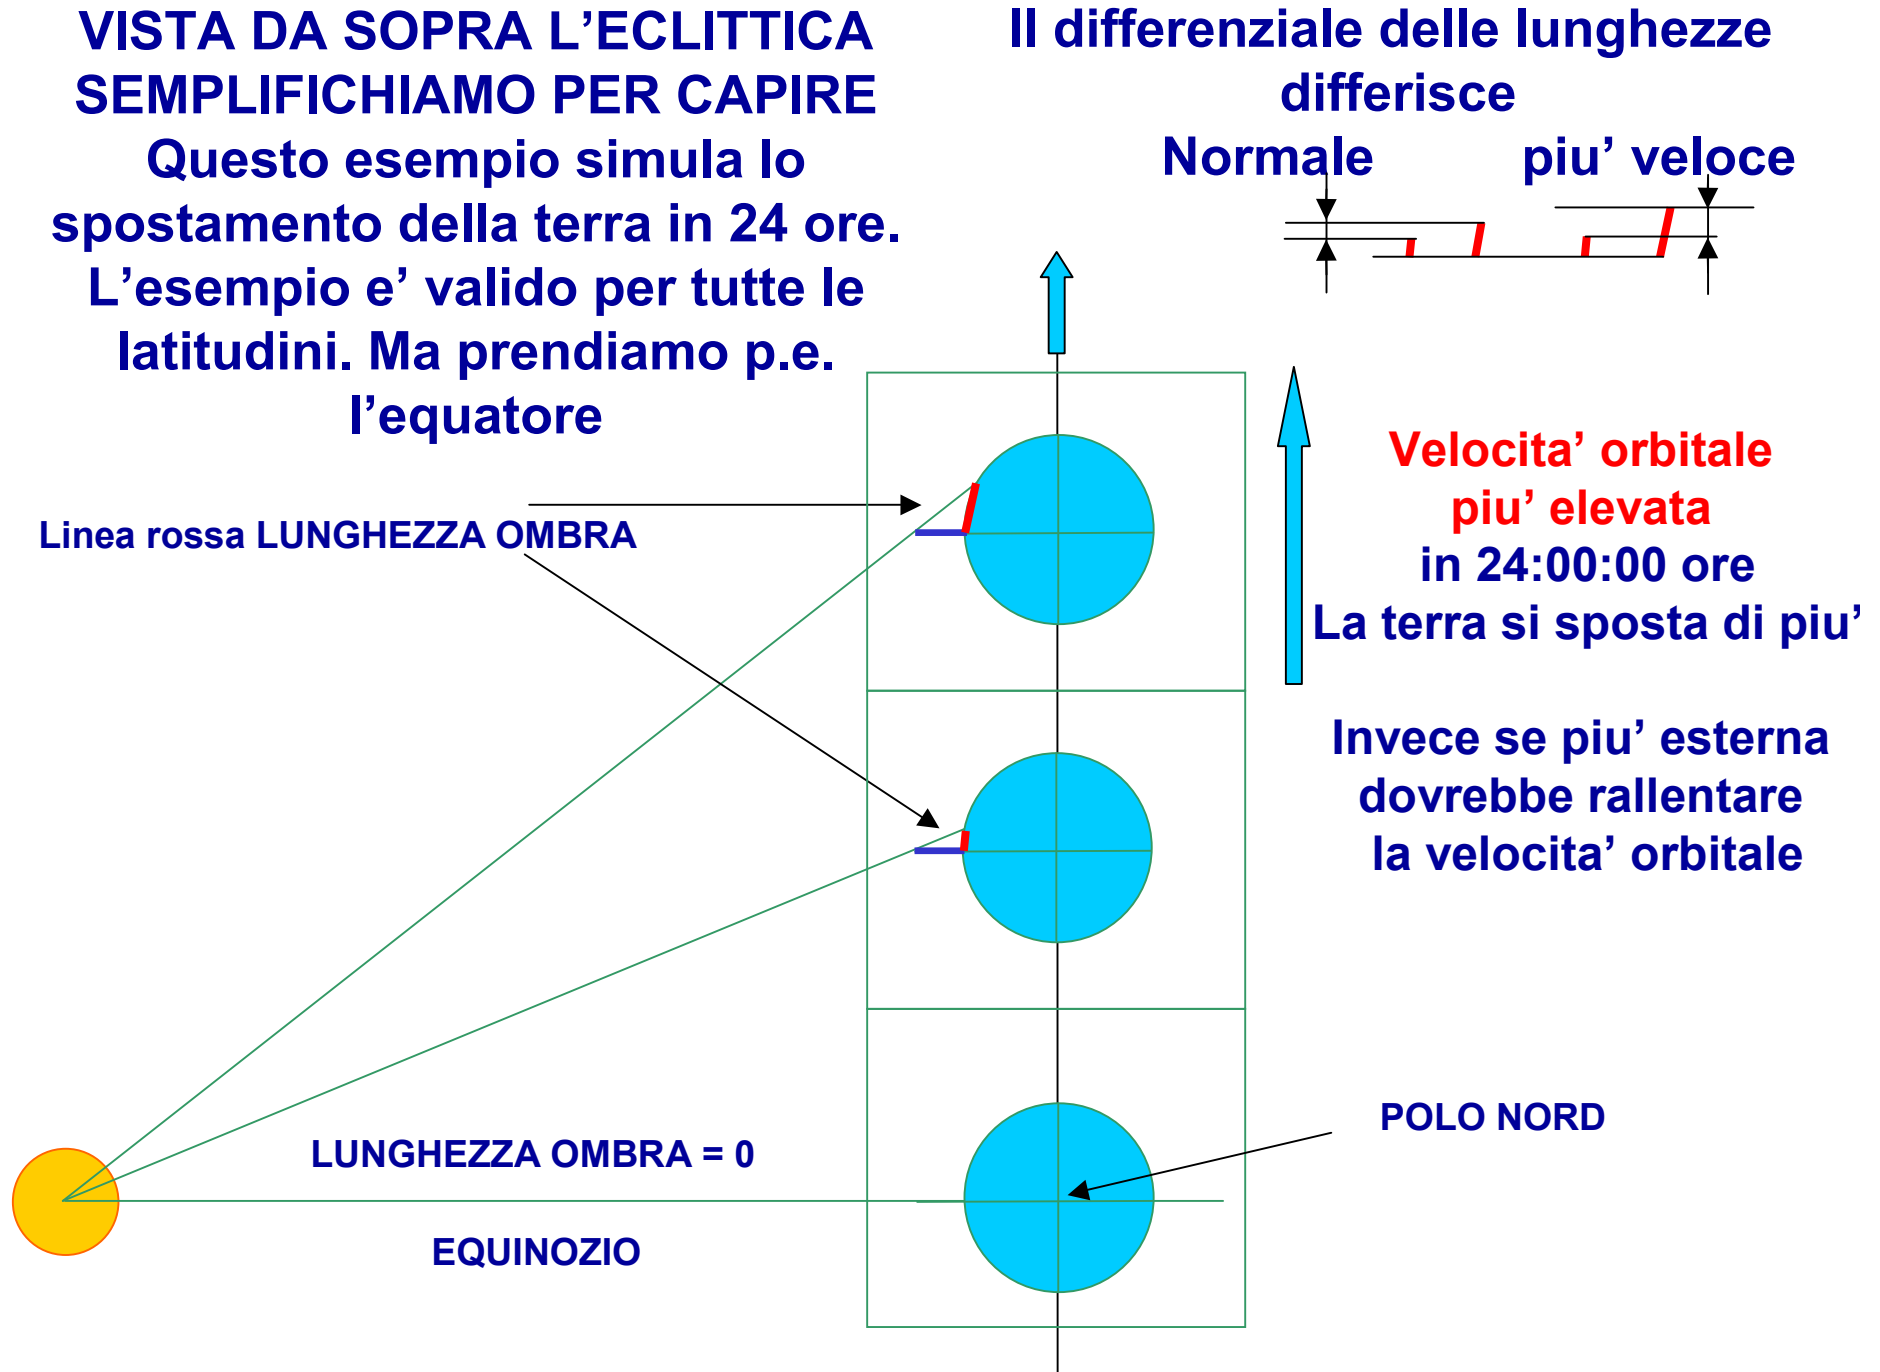 VISTA DA SOPRA L’ECLITTICA
SEMPLIFICHIAMO PER CAPIRE
Questo esempio simula lo
spostamento della terra in 24 ore.
L’esempio e’ valido per tutte le
latitudini. Ma prendiamo p.e.
l’equatore
Il differenziale delle lunghezze
differisce
Normale piu’ veloce
Linea rossa LUNGHEZZA OMBRA
Velocita’ orbitale
piu’ elevata
in 24:00:00 ore
La terra si sposta di piu’
Invece se piu’ esterna
dovrebbe rallentare
la velocita’ orbitale
POLO NORD
LUNGHEZZA OMBRA = 0
EQUINOZIO